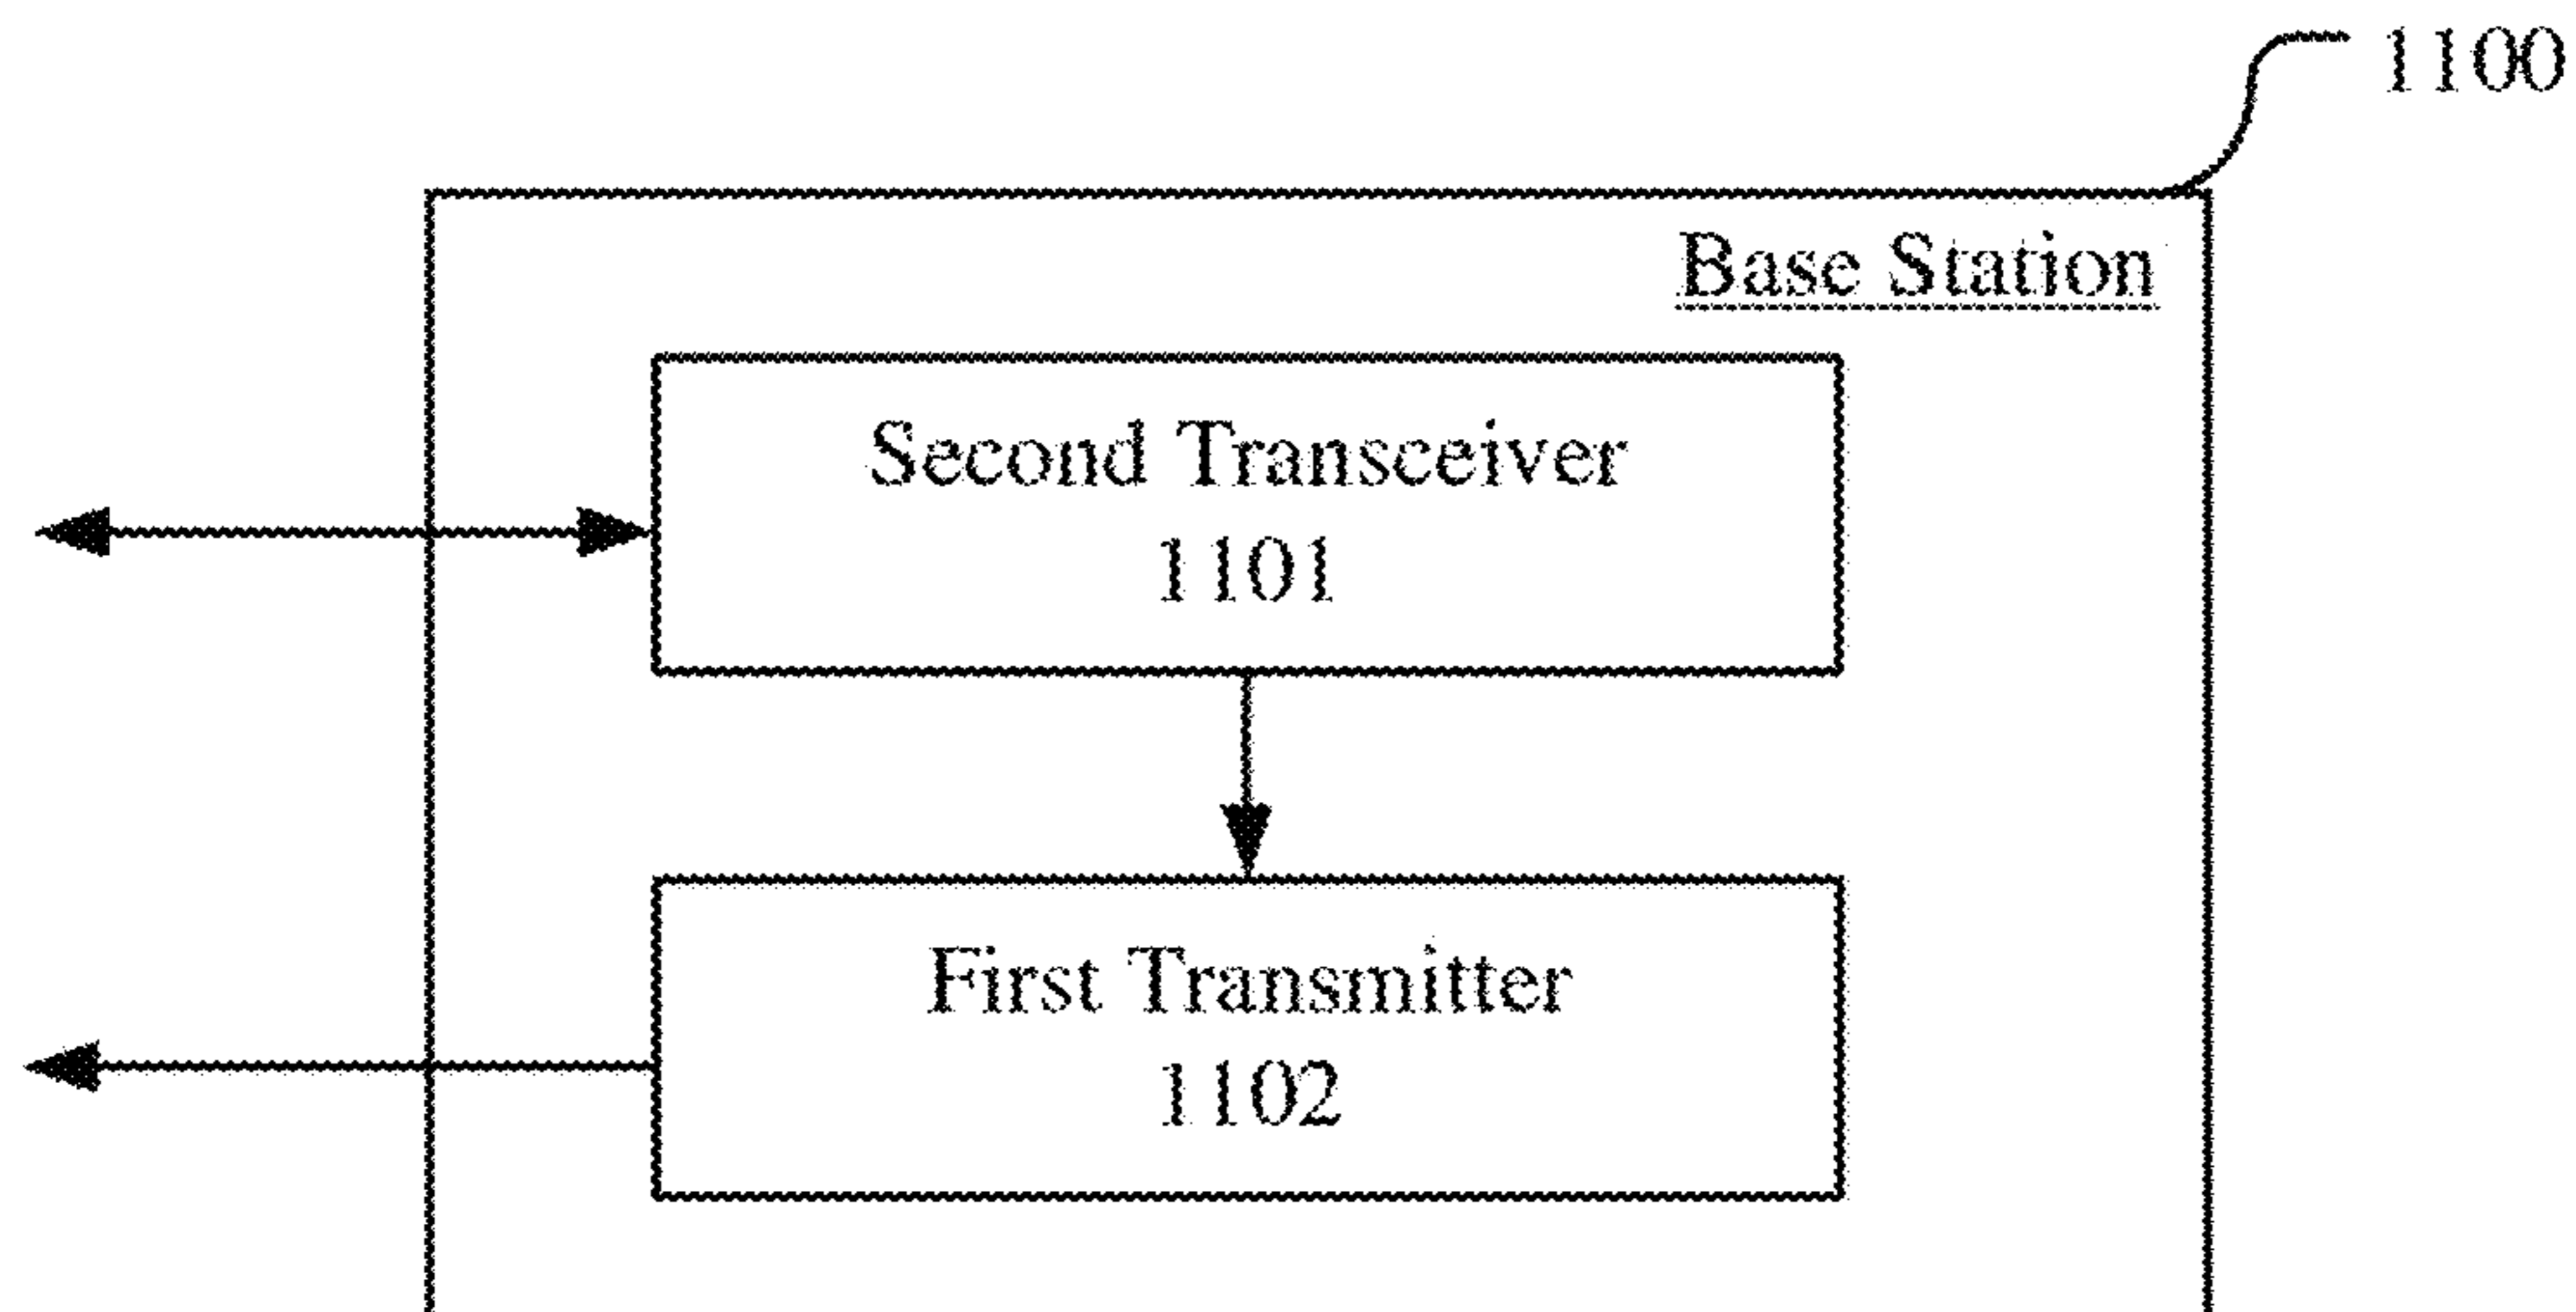 1100
Base Station
Second Transceiver
1101
First Transmitter
1102